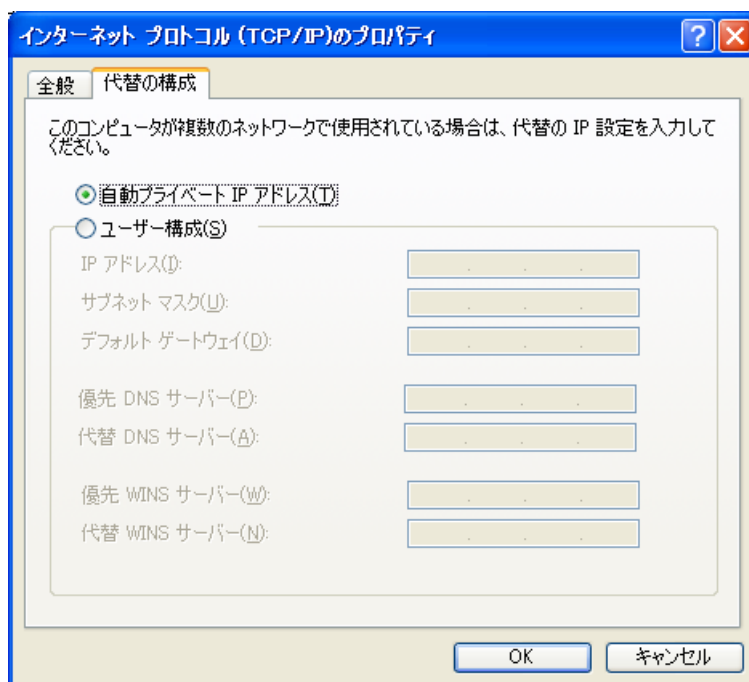 インターネット プロトコル (TCP/IP)のプロパティ
全般
代替の構成
このコンピュータが複数のネットワークで使用されている場合は、代替の IP 設定を入力して
ください。
自動プライベート IP アドレス(T)
ユーザー構成(S)
IP アドレス(I):
サブネット マスク(U):
デフォルト ゲートウェイ(D):
優先 DNS サーバー(P):
代替 DNS サーバー(A):
優先 WINS サーバー(W):
代替 WINS サーバー(N):
OK
キャンセル